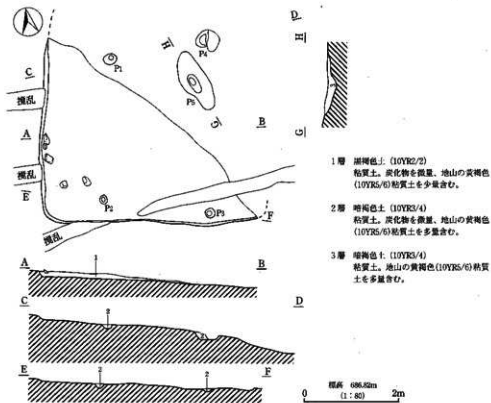 D
H
H
P4
P1
C
P5
G
B
攪乱
A
攪乱
E
P2
P3
F
攪乱
G
1層 黒褐色土 (10YR2/2)
粘質土。炭化物を微量、地山の黄褐色
(10YR5/6)粘質土を少量含む。
2層 暗褐色土 (10YR3/4)
粘質土。炭化物を微量、地山の黄褐色
(10YR5/6)粘質土を多量含む。
3層 暗褐色土 (10YR3/4)
粘質土。地山の黄褐色(10YR5/6)粘質
土を多量含む。
A
1
B
C
2
D
E
2
2
F
標高 686.82m
(1:80)
0
2m